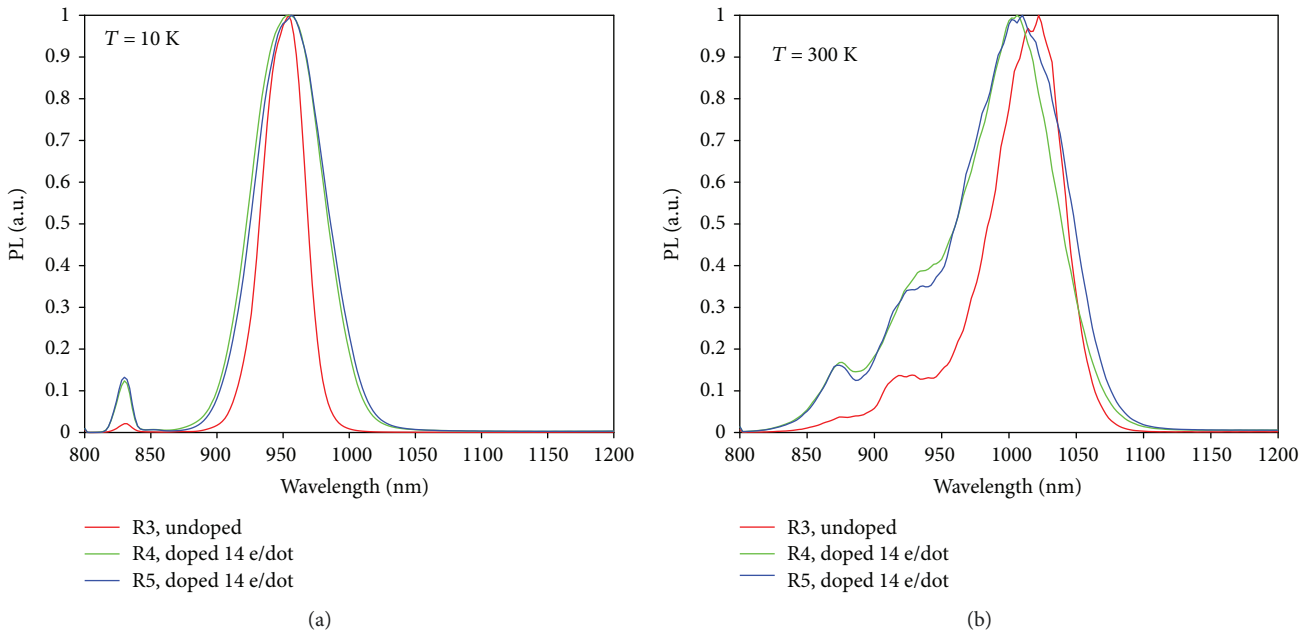 T = 10 K
1
0.9
0.8
0.7
0.6
0.5
0.4
0.3
0.2
0.1
0
PL (a.u.)
800 850 900 950 1000 1050 1100 1150 1200
Wavelength (nm)
R3, undoped
R4, doped 14 e/dot
R5, doped 14 e/dot
(a)
T = 300 K
1
0.9
0.8
0.7
0.6
0.5
0.4
0.3
0.2
0.1
0
PL (a.u.)
800 850 900 950 1000 1050 1100 1150 1200
Wavelength (nm)
R3, undoped
R4, doped 14 e/dot
R5, doped 14 e/dot
(b)